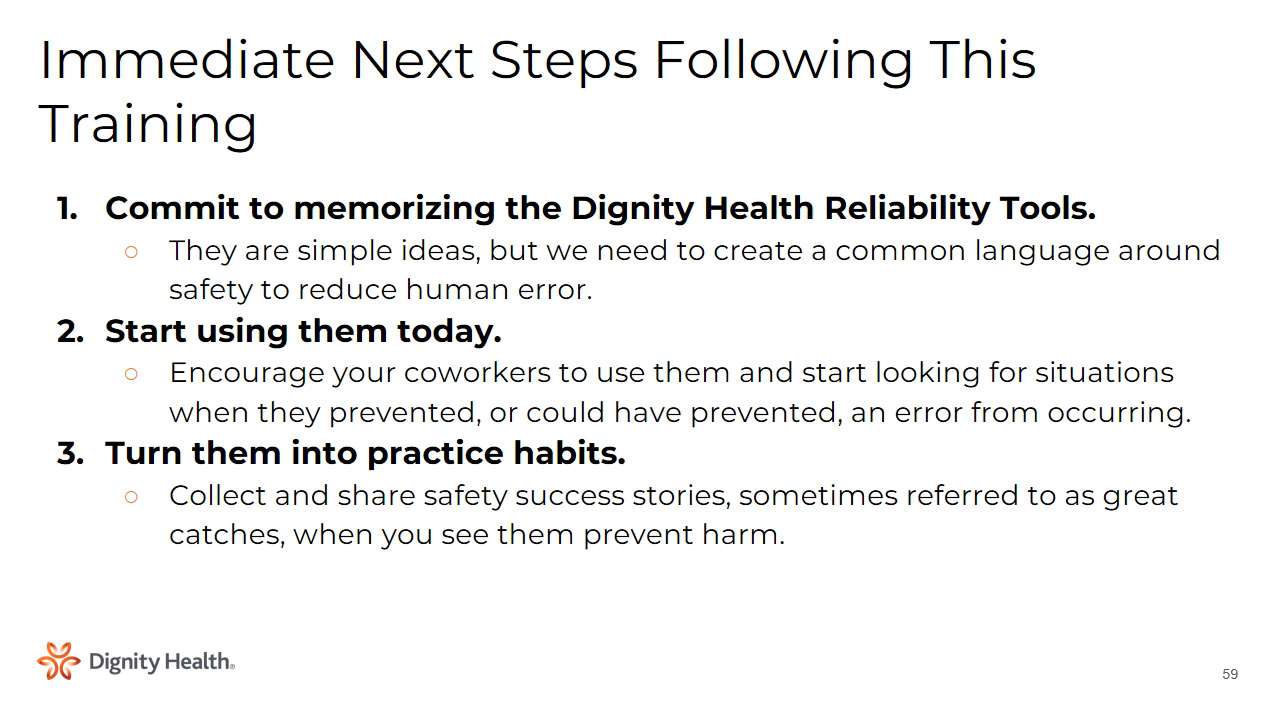 Immediate Next Steps Following This
Training
1. Commit to memorizing the Dignity Health Reliability Tools.
○ They are simple ideas, but we need to create a common language around
safety to reduce human error.
2. Start using them today.
○ Encourage your coworkers to use them and start looking for situations
when they prevented, or could have prevented, an error from occurring.
3. Turn them into practice habits.
○ Collect and share safety success stories, sometimes referred to as great
catches, when you see them prevent harm.
Dignity Health®
59